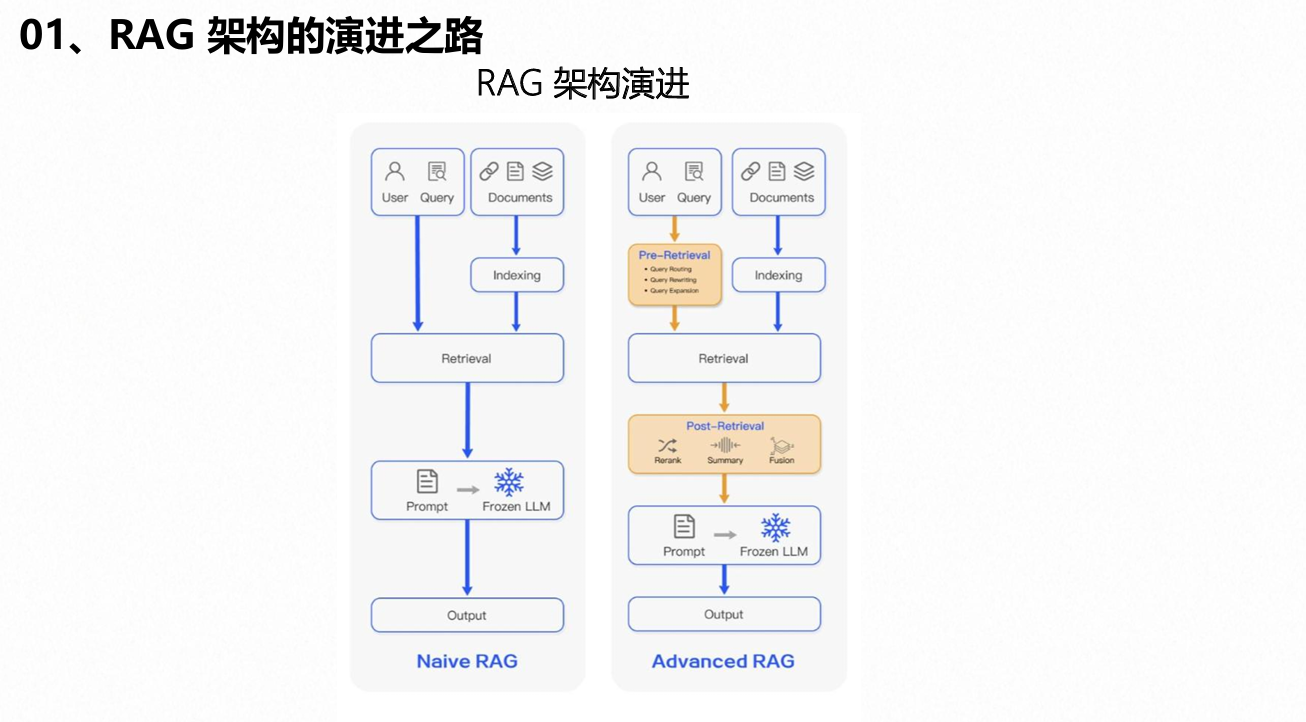 01、RAG 架构的演进之路
RAG 架构演进
User Query
Documents
Indexing
Retrieval
Prompt
Frozen LLM
Output
Naive RAG
User Query
Documents
Pre-Retrieval
• Query Routing
• Query Rewriting
• Query Expansion
Indexing
Retrieval
Post-Retrieval
Rerank Summary Fusion
Prompt
Frozen LLM
Output
Advanced RAG